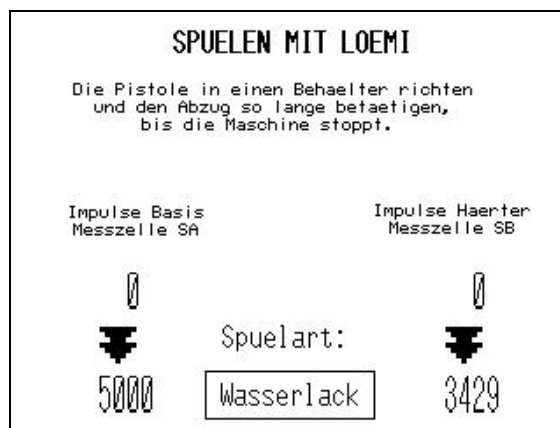 SPUELEN MIT LOEMI
Die Pistole in einen Behaelter richten
und den Abzug so lange betaetigen,
bis die Maschine stoppt.
Impulse Basis
Messzelle SA
Impulse Haerter
Messzelle SB
0
0
Spuelart:
5000
Wasserlack
3429